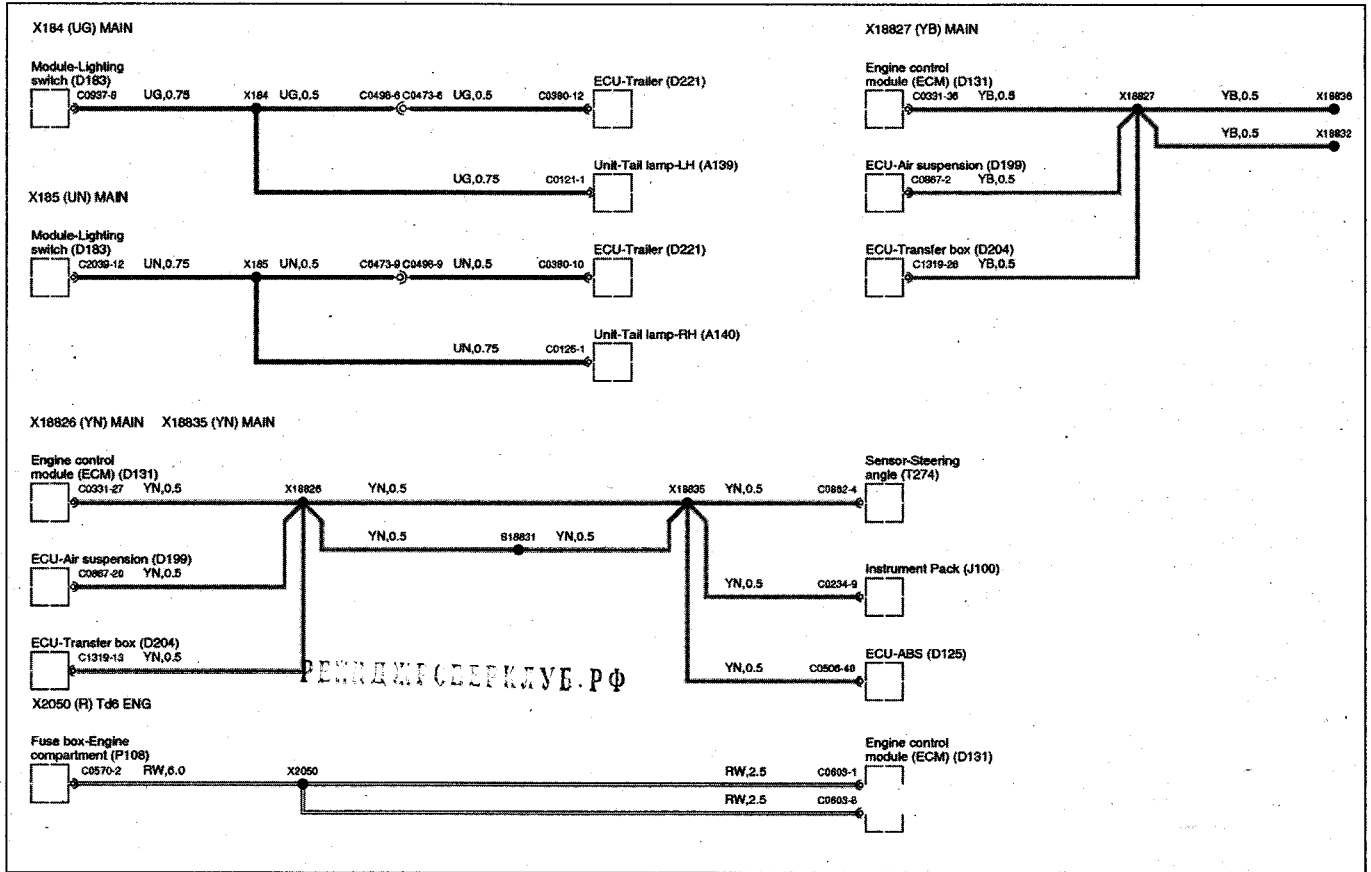 X184 (UG) MAIN
Module-Lighting
switch (D183)
C0937-8 UG,0.75 X184 UG,0.5 C0498-6 C0473-6 UG,0.5 C0380-12
ECU-Trailer (D221)
UG,0.75 C0121-1
Unit-Tail lamp-LH (A139)
X185 (UN) MAIN
Module-Lighting
switch (D183)
C2039-12 UN,0.75 X185 UN,0.5 C0473-9 C0498-9 UN,0.5 C0380-10
ECU-Trailer (D221)
UN,0.75 C0125-1
Unit-Tail lamp-RH (A140)
X18827 (YB) MAIN
Engine control
module (ECM) (D131)
C0331-36 YB,0.5 X18827 YB,0.5 X18836
YB,0.5 X18832
ECU-Air suspension (D199)
C0867-2 YB,0.5
ECU-Transfer box (D204)
C1319-28 YB,0.5
X18826 (YN) MAIN X18835 (YN) MAIN
Engine control
module (ECM) (D131)
C0331-27 YN,0.5 X18826 YN,0.5 X18835 YN,0.5 C0862-4
Sensor-Steering
angle (T274)
YN,0.5 S18831 YN,0.5
ECU-Air suspension (D199)
C0867-20 YN,0.5
YN,0.5 C0234-9
Instrument Pack (J100)
ECU-Transfer box (D204)
C1319-13 YN,0.5
YN,0.5 C0506-40
ECU-ABS (D125)
РЕЙНДЖРОВЕРКЛУБ.РФ
X2050 (R) Td6 ENG
Fuse box-Engine
compartment (P108)
C0570-2 RW,6.0 X2050 RW,2.5 C0603-1
RW,2.5 C0603-8
Engine control
module (ECM) (D131)